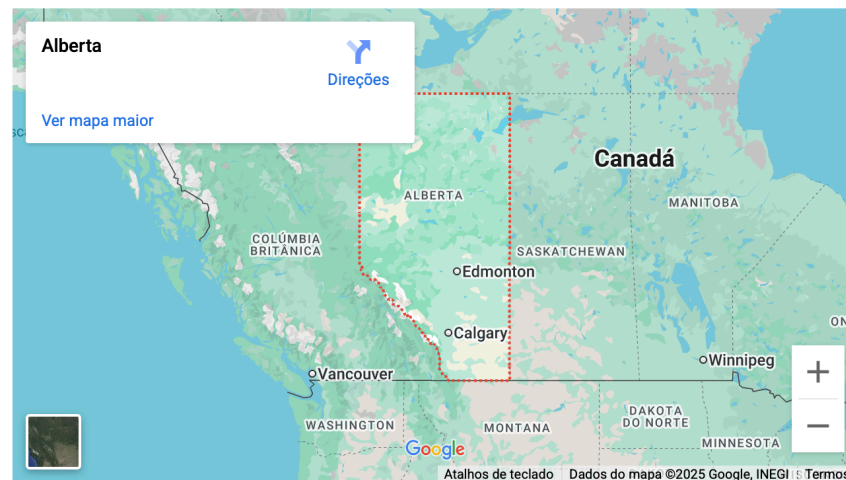 Alberta
Direções
Ver mapa maior
Canadá
ALBERTA
MANITOBA
COLÚMBIA
BRITÂNICA
SASKATCHEWAN
Edmonton
Calgary
Winnipeg
Vancouver
WASHINGTON
MONTANA
DAKOTA
DO NORTE
MINNESOTA
Google
Atalhos de teclado
Dados do mapa ©2025 Google, INEGI
Termos